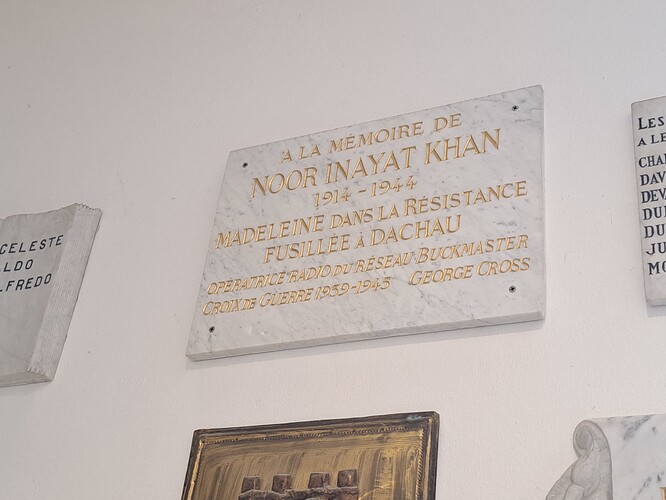 CELESTE
ALDO
LFREDO
A LA MÉMOIRE DE
NOOR INAYAT KHAN
1914-1944
MADELEINE DANS LA RÉSISTANCE
FUSILLÉE À DACHAU
OPÉRATRICE RADIO DU RÉSEAU BUCKMASTER
CROIX DE GUERRE 1939-1945 GEORGE CROSS
LES
A LE
CHA
DAV
DEV
DU
DU
JU
MO